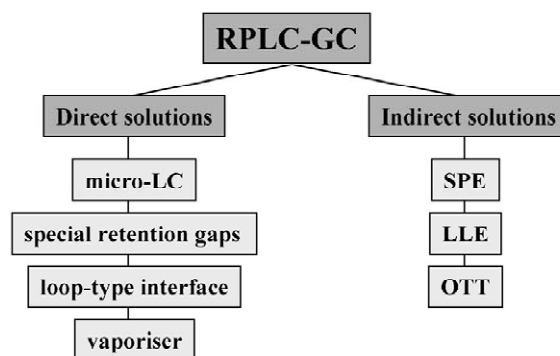 RPLC-GC
Direct solutions
Indirect solutions
micro-LC
special retention gaps
loop-type interface
vaporiser
SPE
LLE
OTT